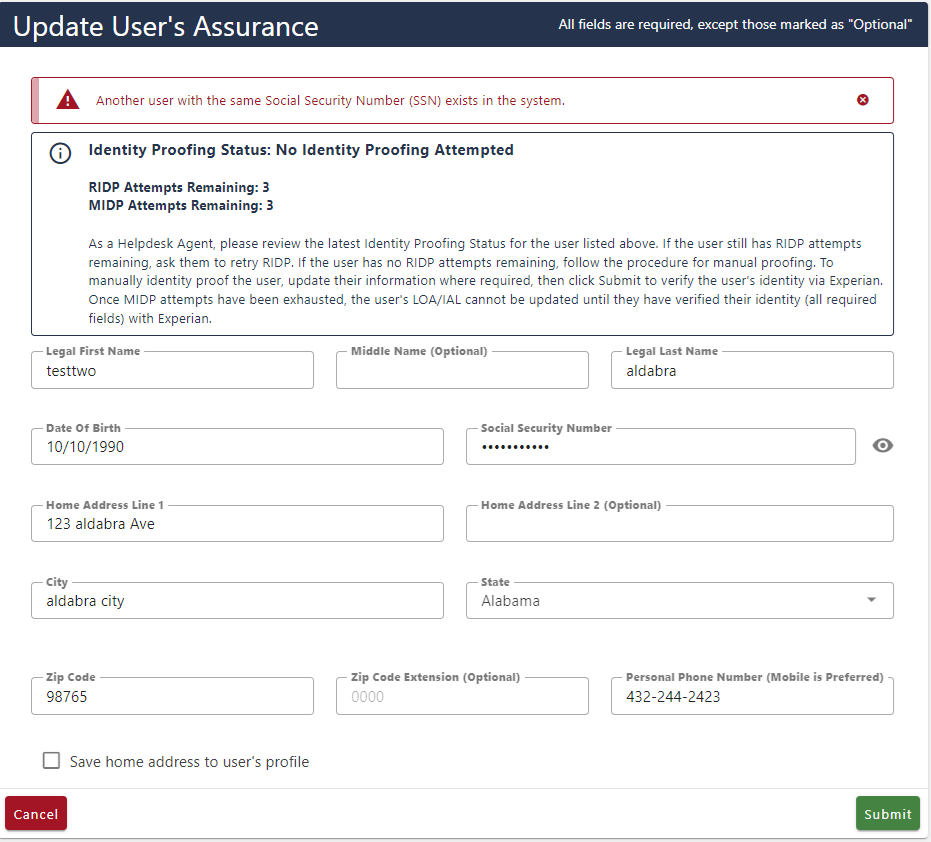 Update User's Assurance
All fields are required, except those marked as "Optional"
Another user with the same Social Security Number (SSN) exists in the system.
Identity Proofing Status: No Identity Proofing Attempted
RIDP Attempts Remaining: 3
MIDP Attempts Remaining: 3
As a Helpdesk Agent, please review the latest Identity Proofing Status for the user listed above. If the user still has RIDP attempts
remaining, ask them to retry RIDP. If the user has no RIDP attempts remaining, follow the procedure for manual proofing. To
manually identity proof the user, update their information where required, then click Submit to verify the user's identity via Experian.
Once MIDP attempts have been exhausted, the user's LOA/IAL cannot be updated until they have verified their identity (all required
fields) with Experian.
Legal First Name
testtwo
Middle Name (Optional)
Legal Last Name
aldabra
Date Of Birth
10/10/1990
Social Security Number
•••••••••••
Home Address Line 1
123 aldabra Ave
Home Address Line 2 (Optional)
City
aldabra city
State
Alabama
Zip Code
98765
Zip Code Extension (Optional)
0000
Personal Phone Number (Mobile is Preferred)
432-244-2423
Save home address to user's profile
Cancel
Submit